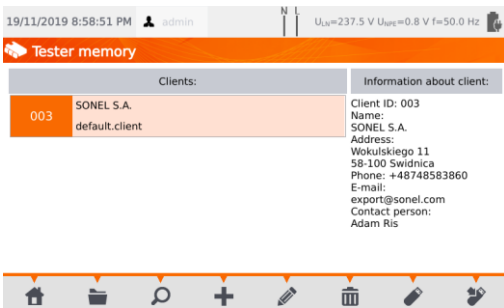 19/11/2019 8:58:51 PM admin N L U_LN=237.5 V U_NPE=0.8 V f=50.0 Hz
Tester memory
Clients:
003
SONEL S.A.
default.client
Information about client:
Client ID: 003
Name:
SONEL S.A.
Address:
Wokulskiego 11
58-100 Swidnica
Phone: +48748583860
E-mail:
export@sonel.com
Contact person:
Adam Ris